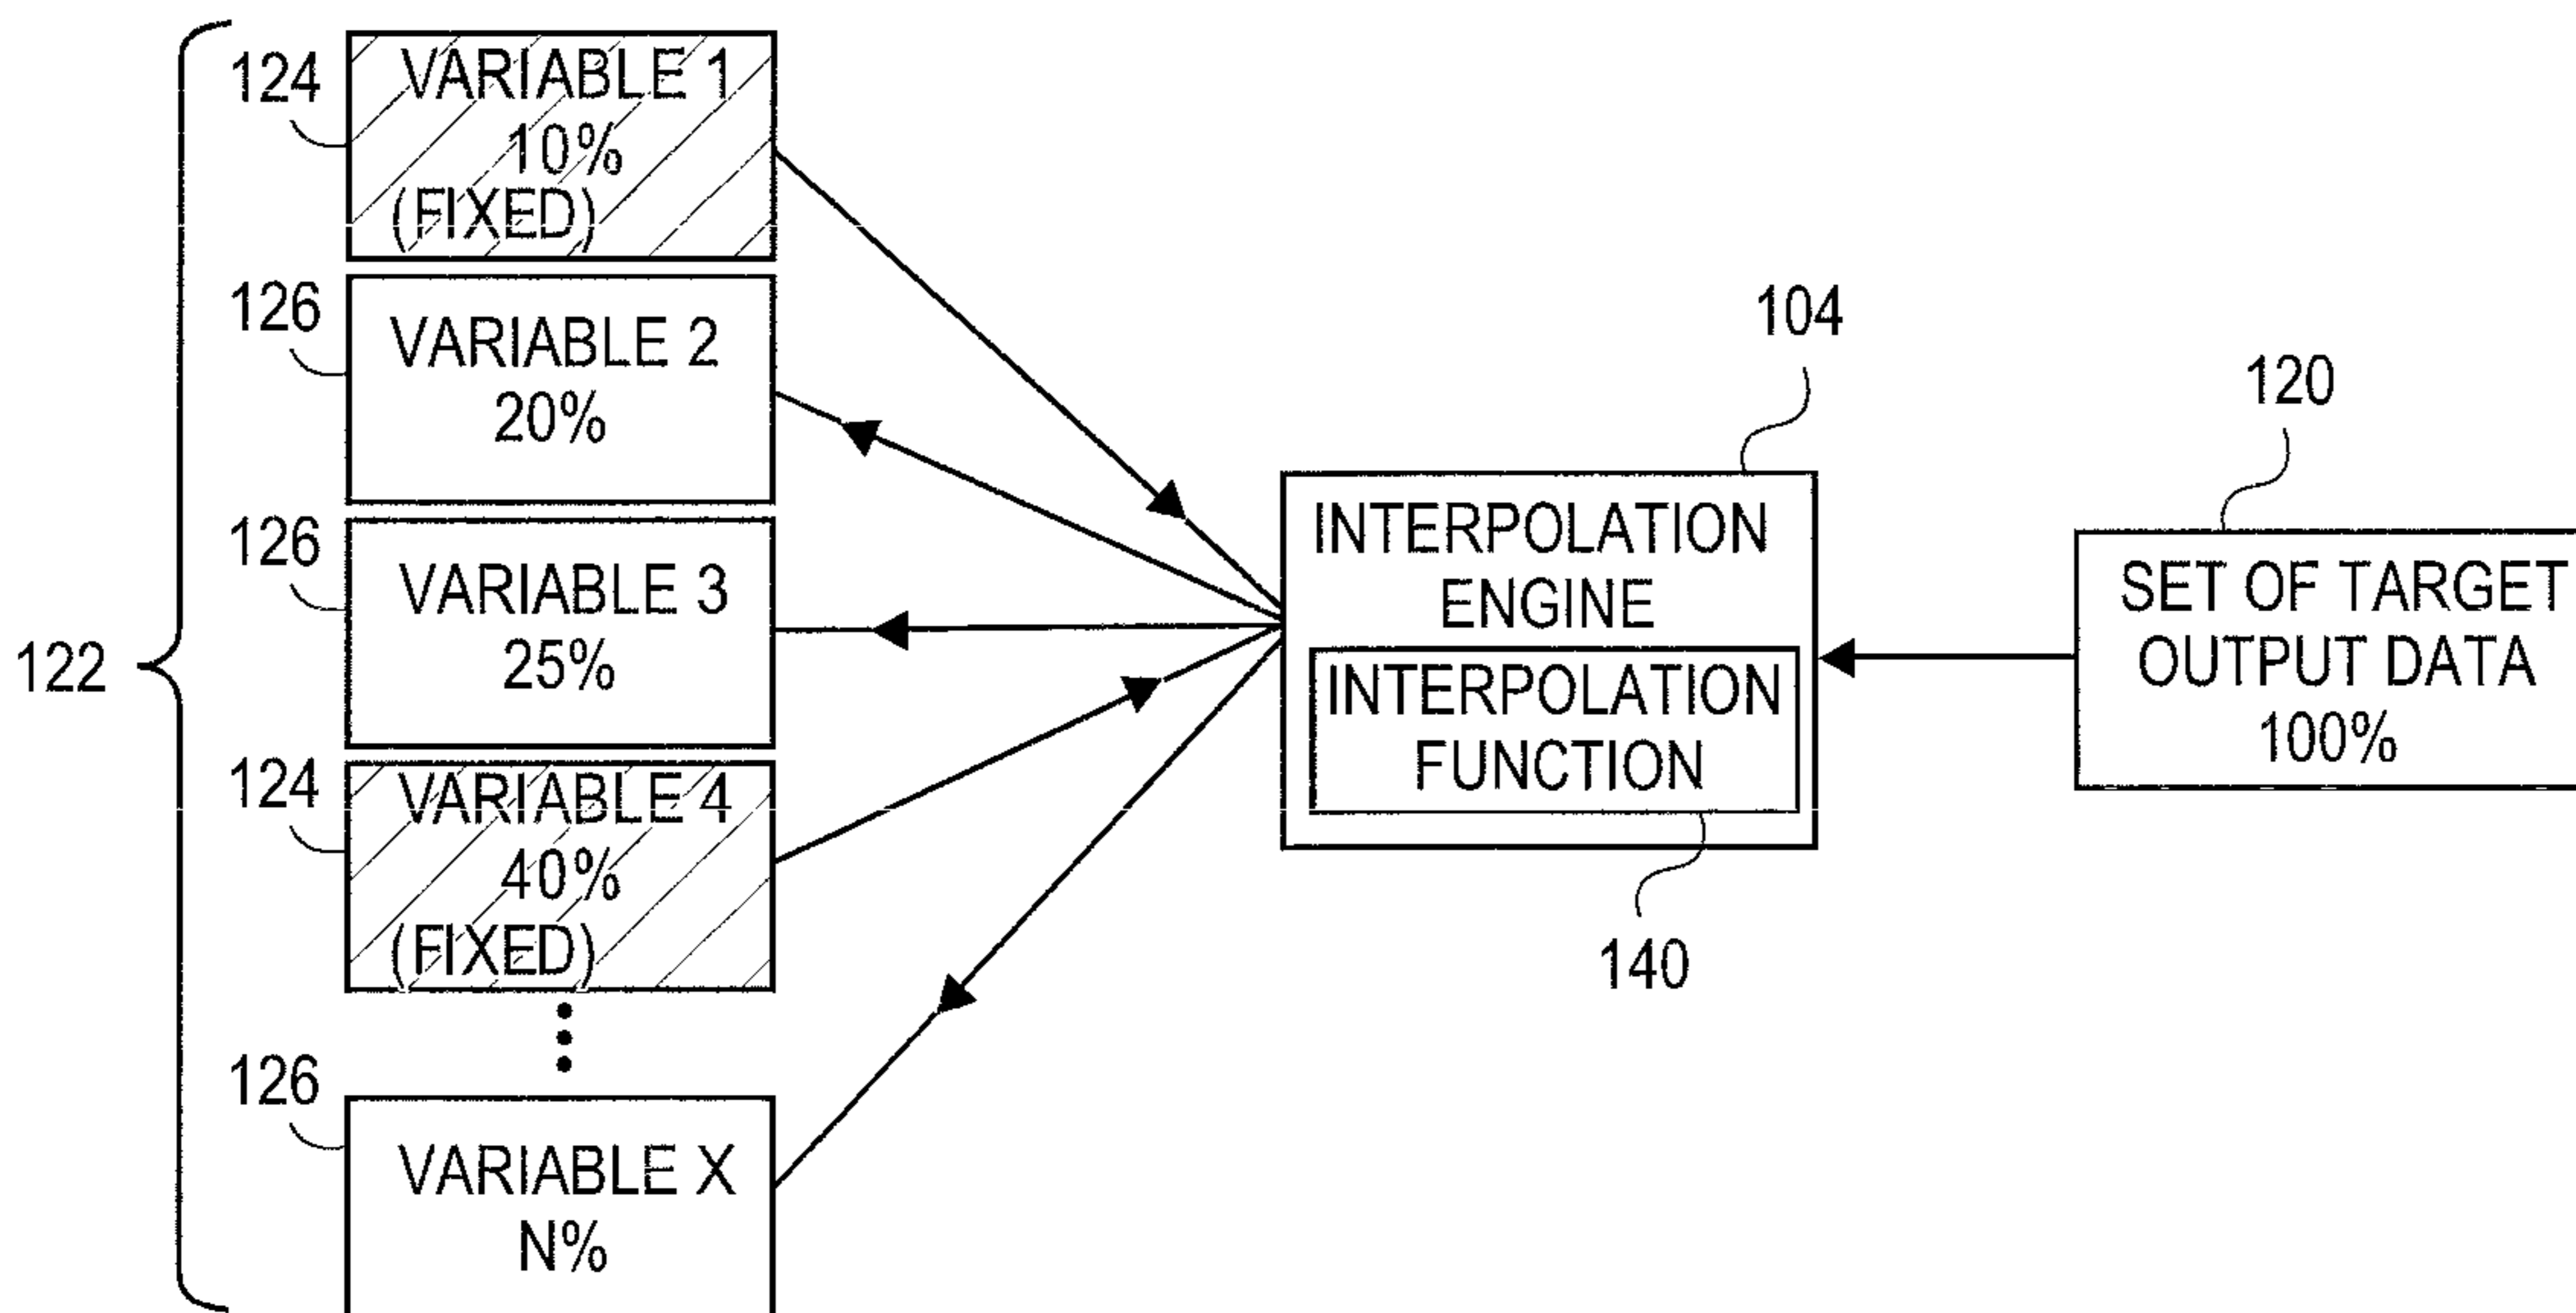 122
124
VARIABLE 1
10%
(FIXED)
126
VARIABLE 2
20%
126
VARIABLE 3
25%
124
VARIABLE 4
40%
(FIXED)
126
VARIABLE X
N%
104
INTERPOLATION
ENGINE
INTERPOLATION
FUNCTION
140
120
SET OF TARGET
OUTPUT DATA
100%